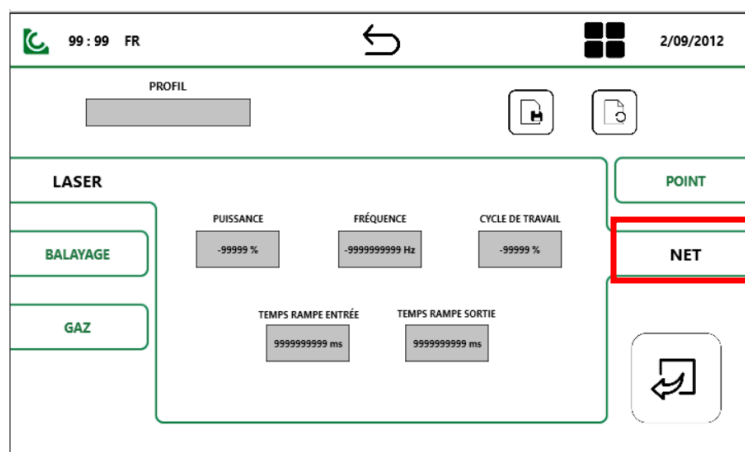 99 : 99 FR
2/09/2012
PROFIL
LASER
POINT
PUISSANCE
FRÉQUENCE
CYCLE DE TRAVAIL
-99999 %
-9999999999 Hz
-99999 %
BALAYAGE
NET
TEMPS RAMPE ENTRÉE
TEMPS RAMPE SORTIE
GAZ
9999999999 ms
9999999999 ms